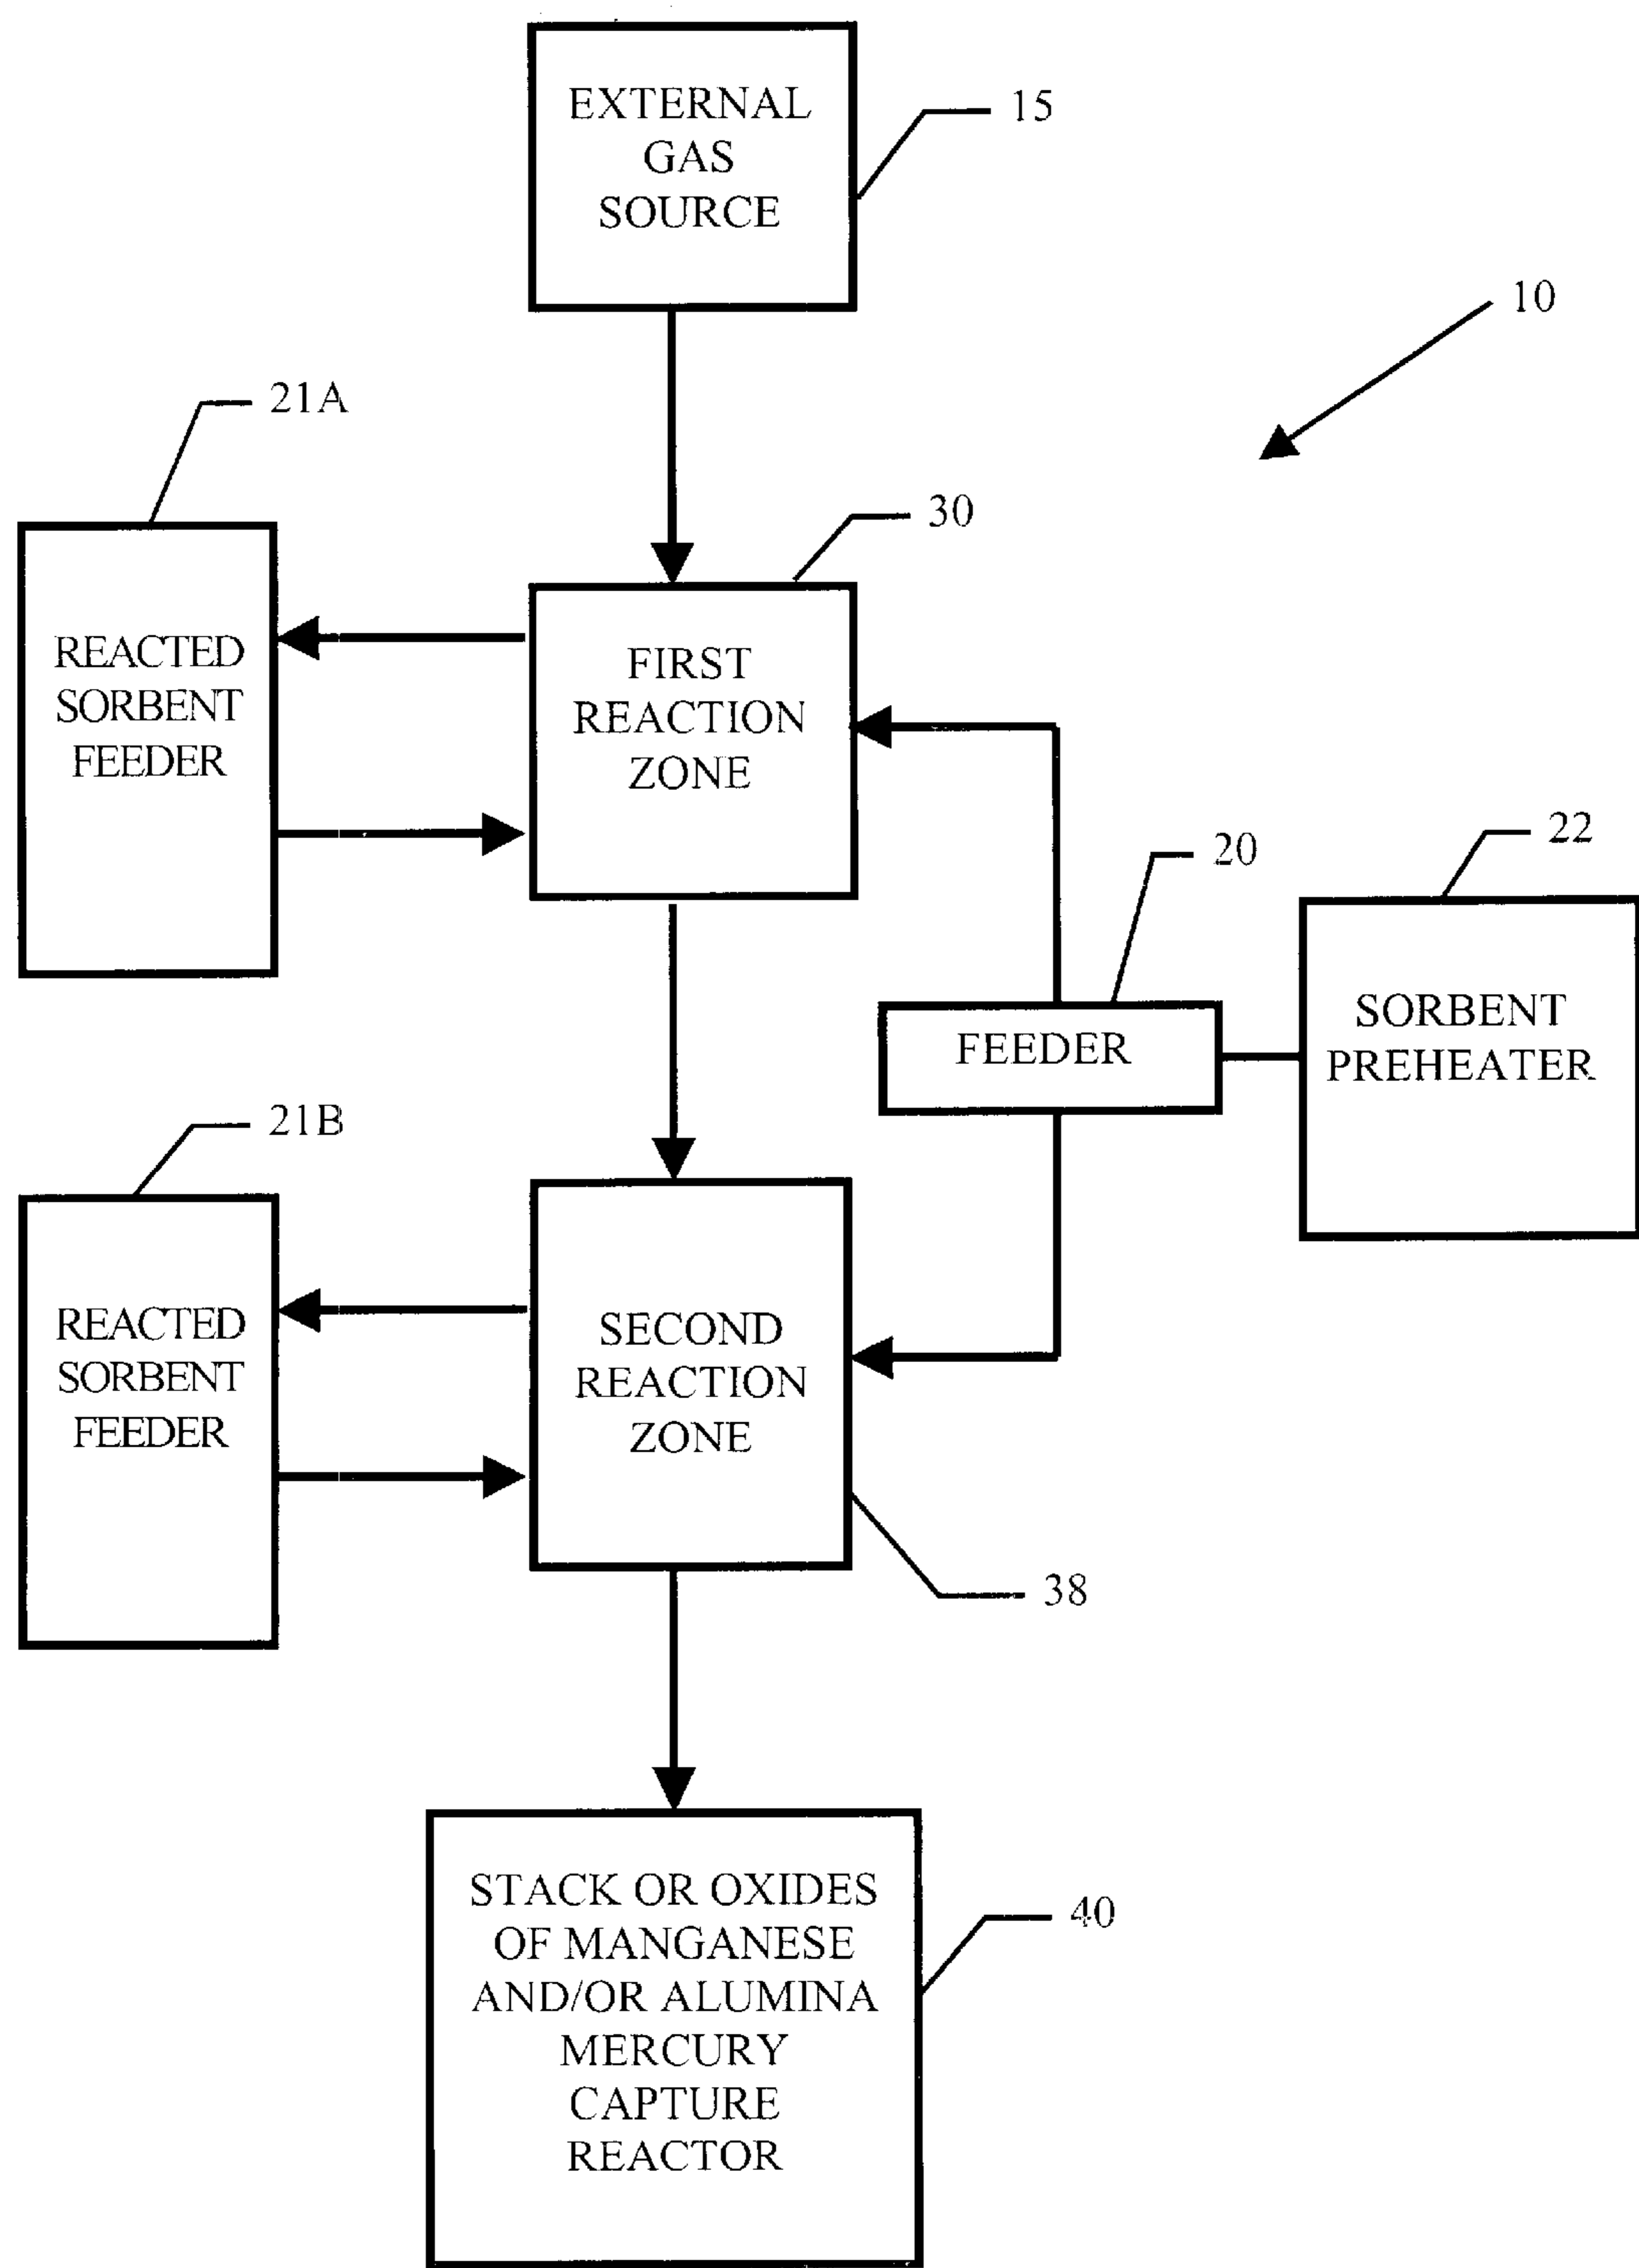 EXTERNAL
GAS
SOURCE
15
10
21A
30
REACTED
SORBENT
FEEDER
FIRST
REACTION
ZONE
20
22
FEEDER
SORBENT
PREHEATER
21B
REACTED
SORBENT
FEEDER
SECOND
REACTION
ZONE
38
STACK OR OXIDES
OF MANGANESE
AND/OR ALUMINA
MERCURY
CAPTURE
REACTOR
40